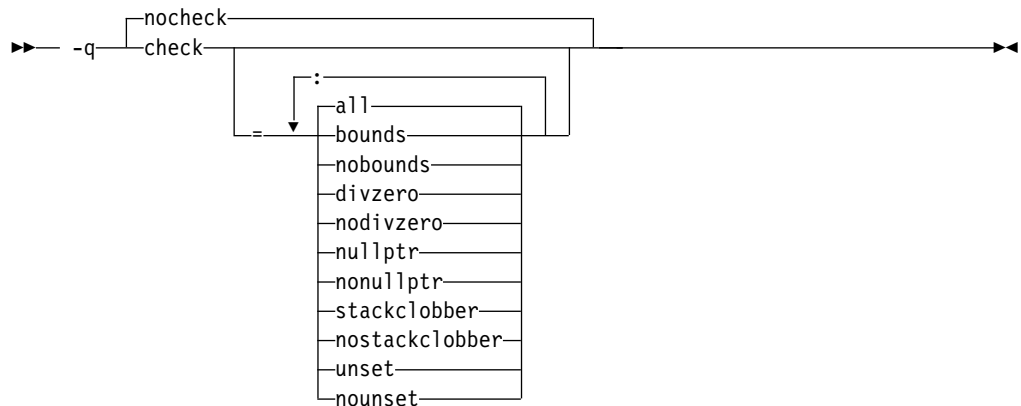 nocheck
-q check
:
all
= bounds
nobounds
divzero
nodivzero
nullptr
nonullptr
stackclobber
nostackclobber
unset
nounset